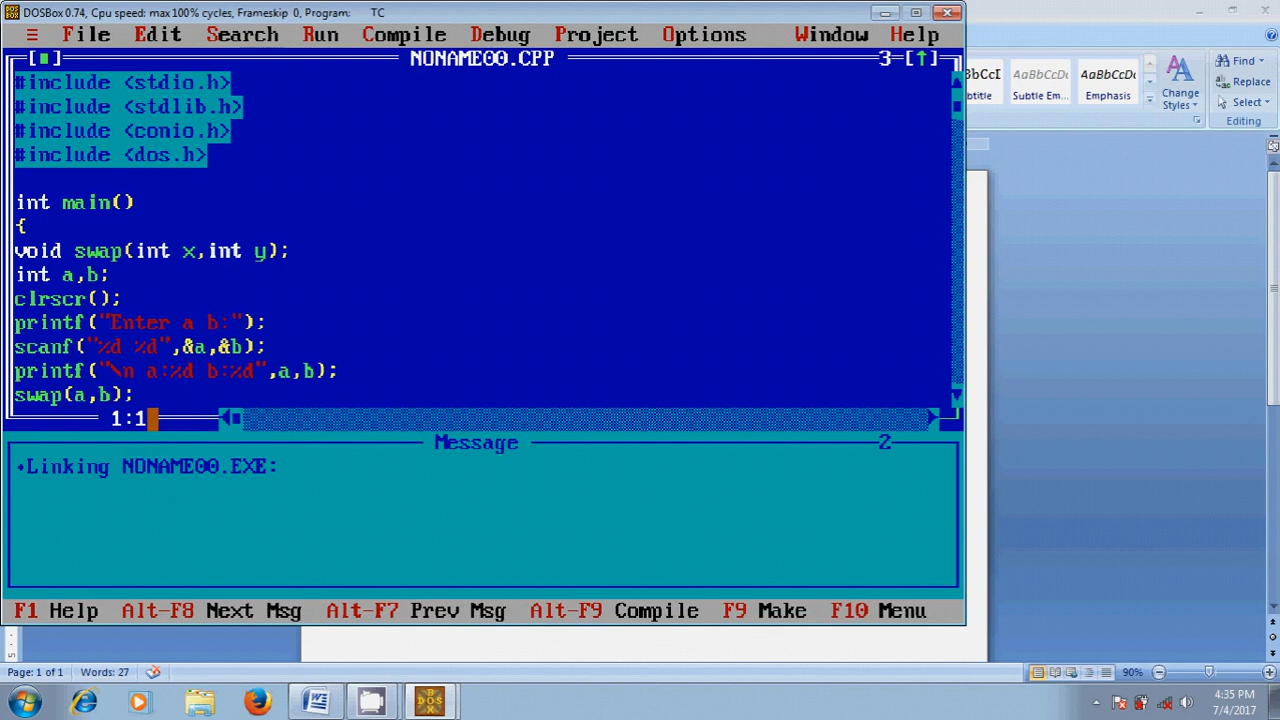 DOSBox 0.74, Cpu speed: max 100% cycles, Frameskip 0, Program: TC
≡ File Edit Search Run Compile Debug Project Options Window Help
[■] NONAME00.CPP 3=[↑]
#include <stdio.h>
#include <stdlib.h>
#include <conio.h>
#include <dos.h>
int main()
{
void swap(int x,int y);
int a,b;
clrscr();
printf("Enter a b:");
scanf("%d %d",&a,&b);
printf("\n a:%d b:%d",a,b);
swap(a,b);
1:1
Message 2
•Linking NONAME00.EXE:
F1 Help Alt-F8 Next Msg Alt-F7 Prev Msg Alt-F9 Compile F9 Make F10 Menu
AaBbCcDc AaBbCcDc
btitle Subtle Em... Emphasis
Change Styles
Find
Replace
Select
Editing
Page: 1 of 1 Words: 27 90%
4:35 PM
7/4/2017